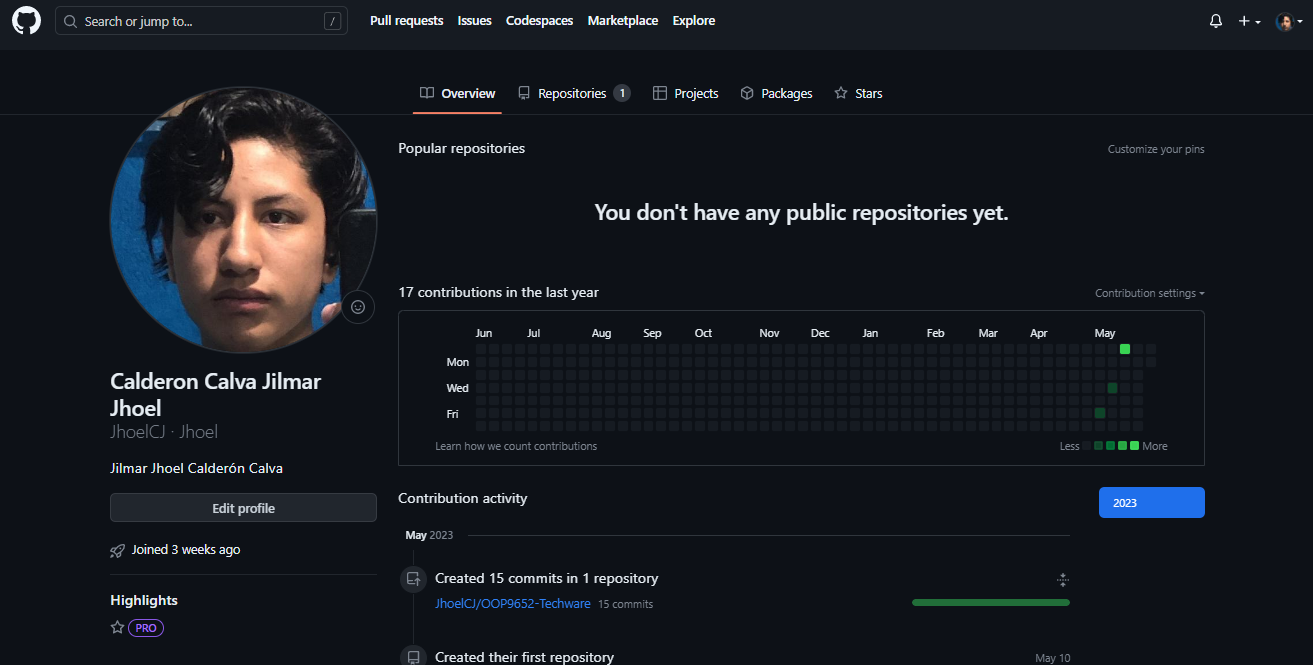 Search or jump to... /
Pull requests Issues Codespaces Marketplace Explore
Overview Repositories 1 Projects Packages Stars
Popular repositories
Customize your pins
You don't have any public repositories yet.
17 contributions in the last year
Contribution settings
Jun Jul Aug Sep Oct Nov Dec Jan Feb Mar Apr May
Mon
Wed
Fri
Learn how we count contributions
Less More
Calderon Calva Jilmar
Jhoel
JhoelCJ · Jhoel
Jilmar Jhoel Calderón Calva
Edit profile
Joined 3 weeks ago
Highlights
PRO
Contribution activity
2023
May 2023
Created 15 commits in 1 repository
JhoelCJ/OOP9652-Techware 15 commits
Created their first repository
May 10